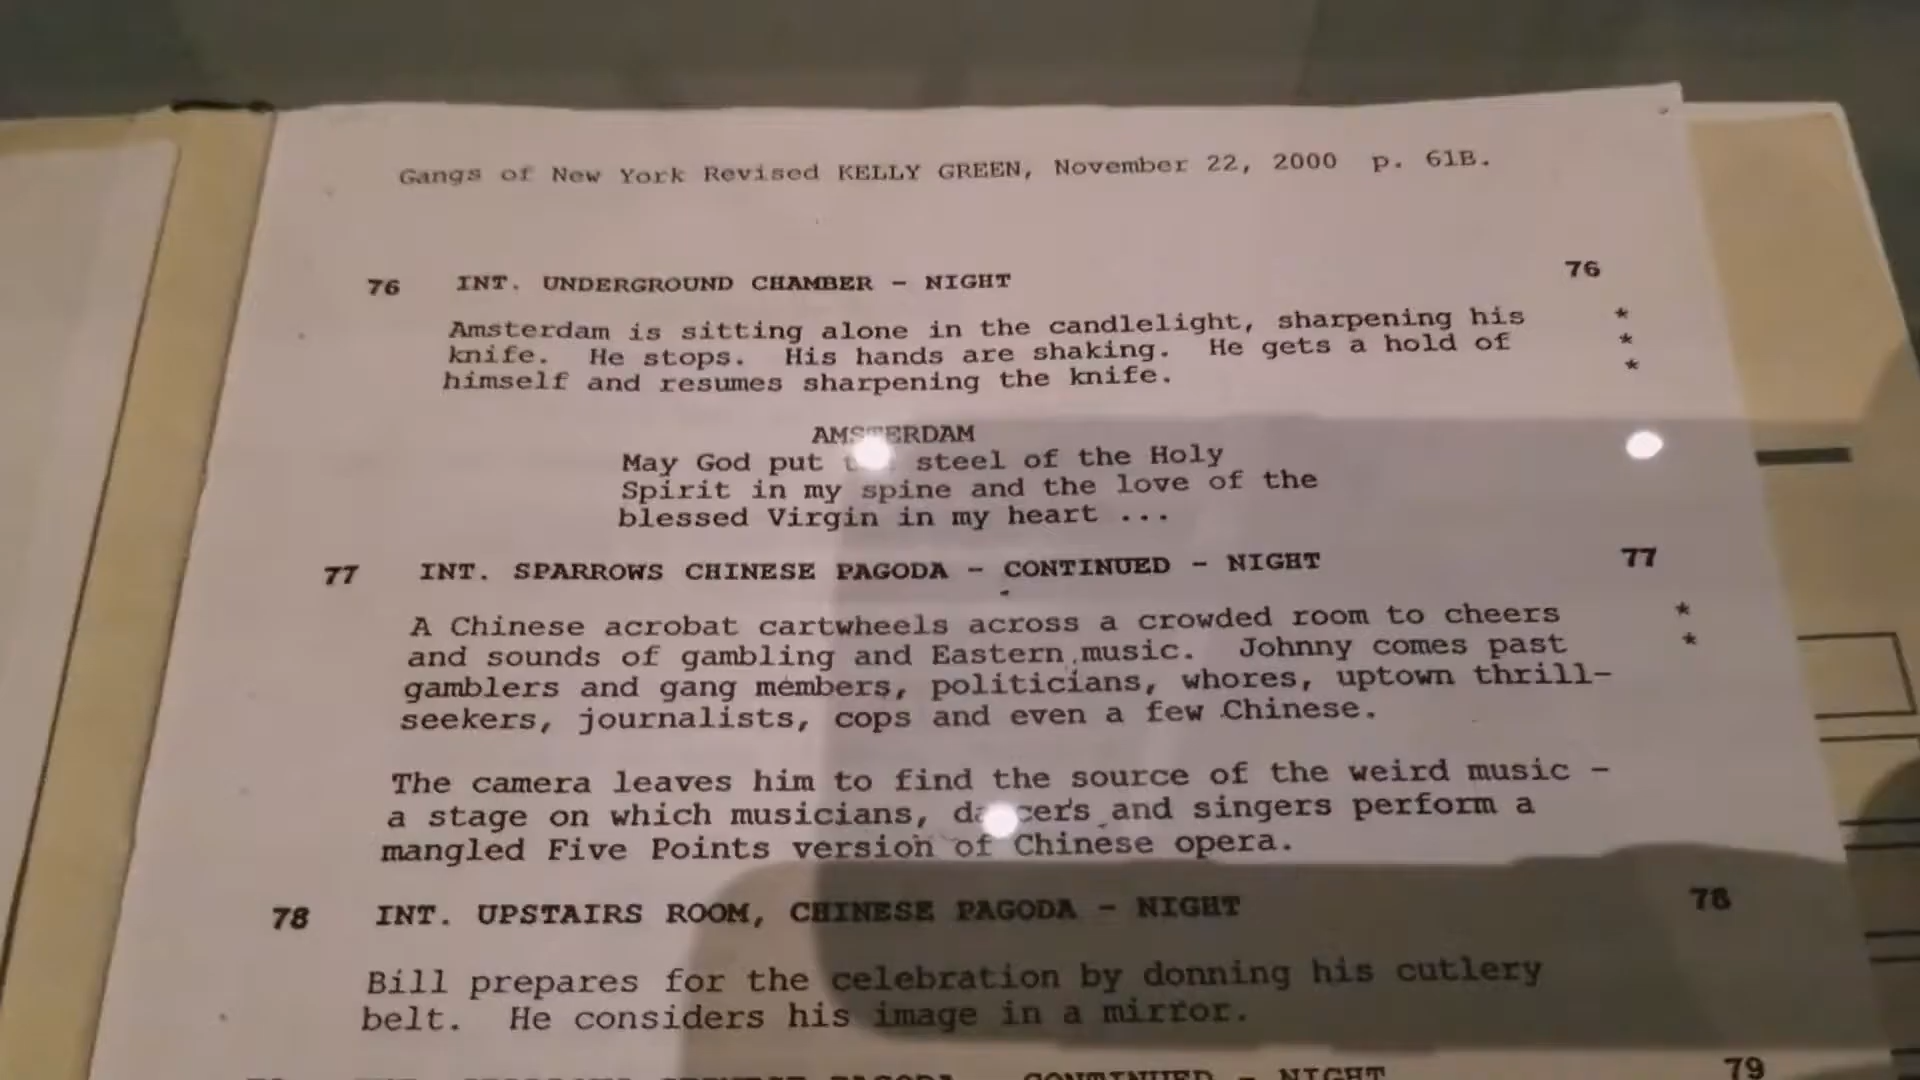 Gangs of New York Revised KELLY GREEN, November 22, 2000 p. 61B.
76 INT. UNDERGROUND CHAMBER - NIGHT 76
Amsterdam is sitting alone in the candlelight, sharpening his *
knife. He stops. His hands are shaking. He gets a hold of *
himself and resumes sharpening the knife. *
AMSTERDAM
May God put steel of the Holy
Spirit in my spine and the love of the
blessed Virgin in my heart ...
77 INT. SPARROWS CHINESE PAGODA - CONTINUED - NIGHT 77
A Chinese acrobat cartwheels across a crowded room to cheers *
and sounds of gambling and Eastern music. Johnny comes past *
gamblers and gang members, politicians, whores, uptown thrill-
seekers, journalists, cops and even a few Chinese.
The camera leaves him to find the source of the weird music -
a stage on which musicians, dancers and singers perform a
mangled Five Points version of Chinese opera.
78 INT. UPSTAIRS ROOM, CHINESE PAGODA - NIGHT 78
Bill prepares for the celebration by donning his cutlery
belt. He considers his image in a mirror.
CONTINUED - NIGHT 79